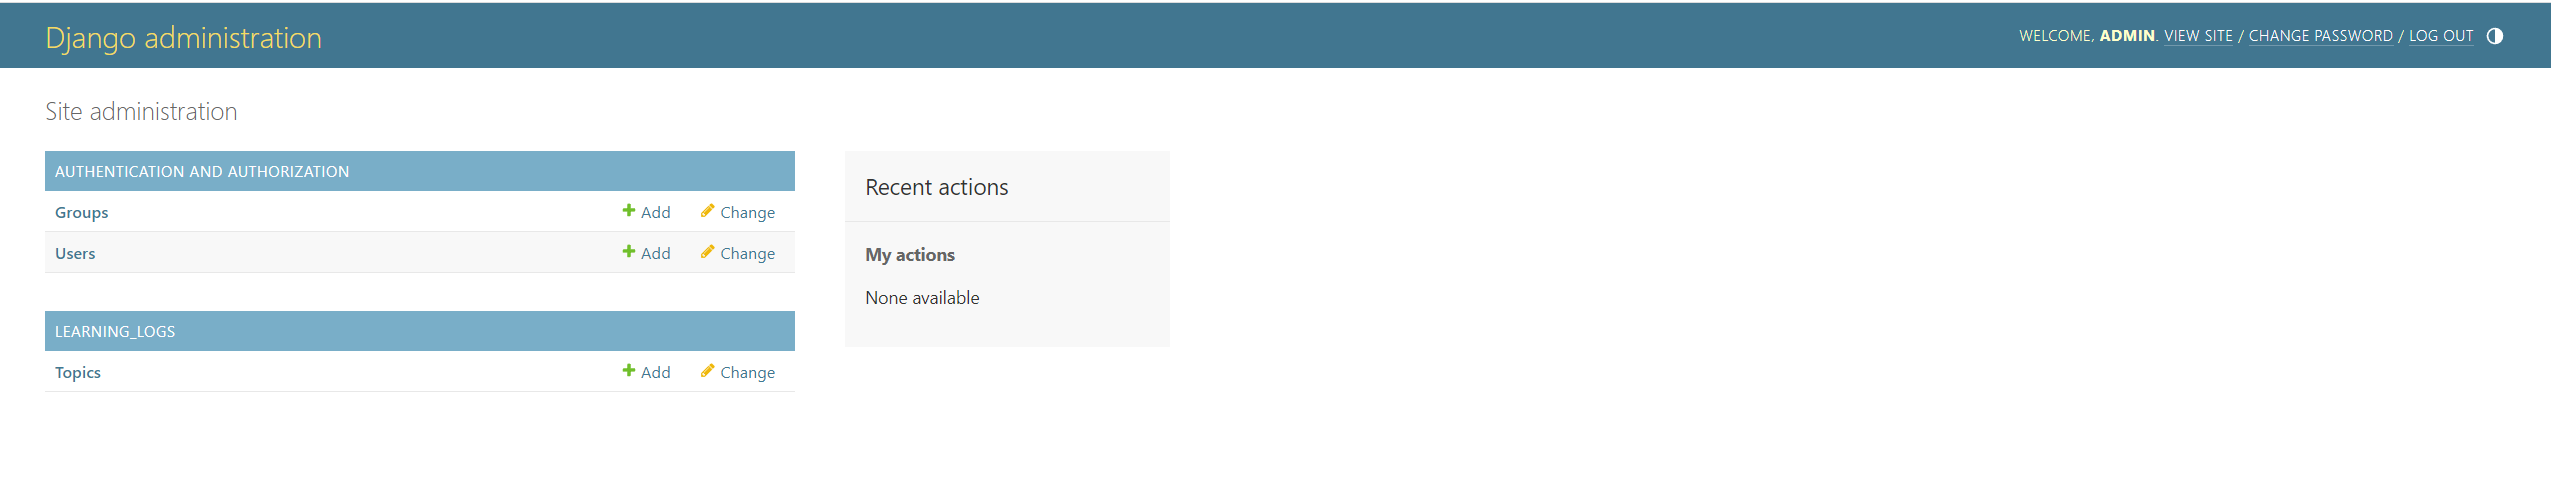 Django administration
WELCOME, ADMIN. VIEW SITE / CHANGE PASSWORD / LOG OUT
Site administration
AUTHENTICATION AND AUTHORIZATION
Groups Add Change
Users Add Change
LEARNING_LOGS
Topics Add Change
Recent actions
My actions
None available